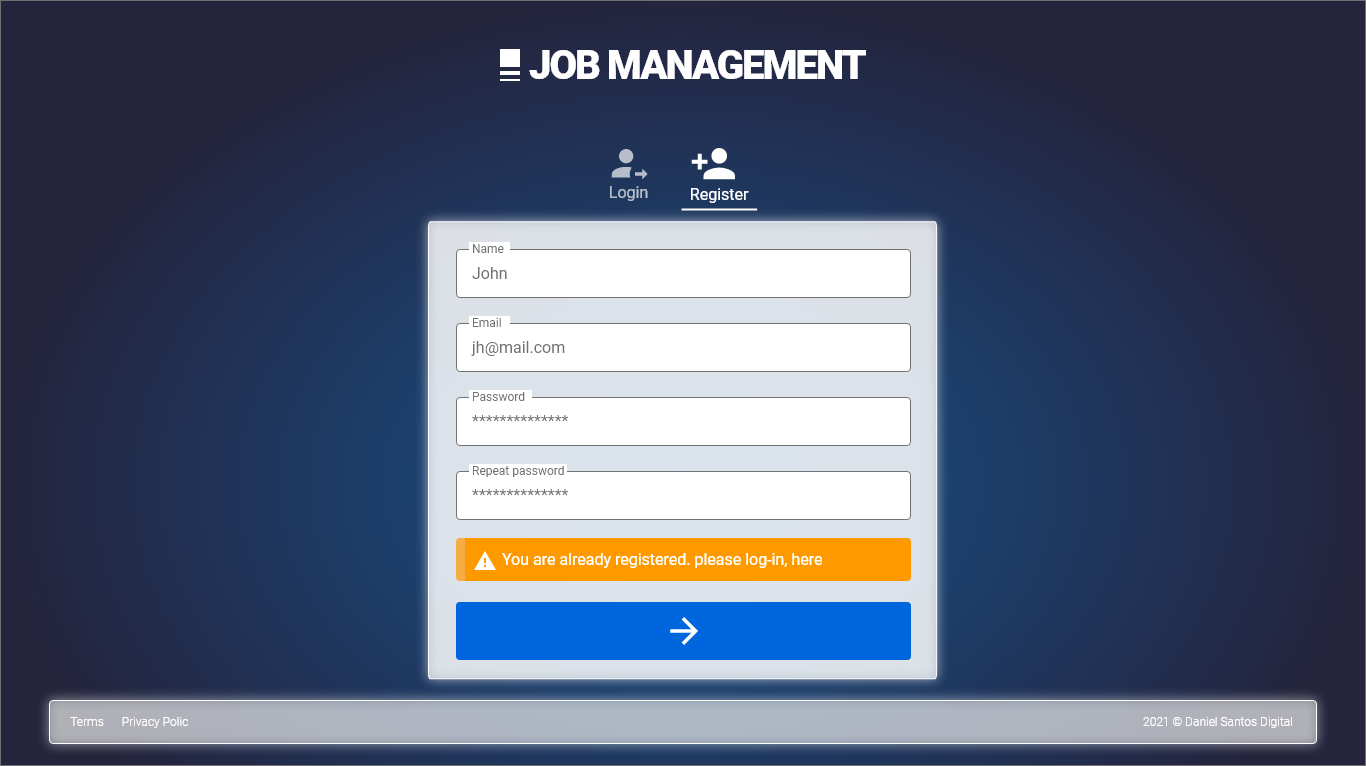 JOB MANAGEMENT
Login
Register
Name
John
Email
jh@mail.com
Password
**************
Repeat password
**************
You are already registered. please log-in, here
Terms
Privacy Polic
2021 © Daniel Santos Digital